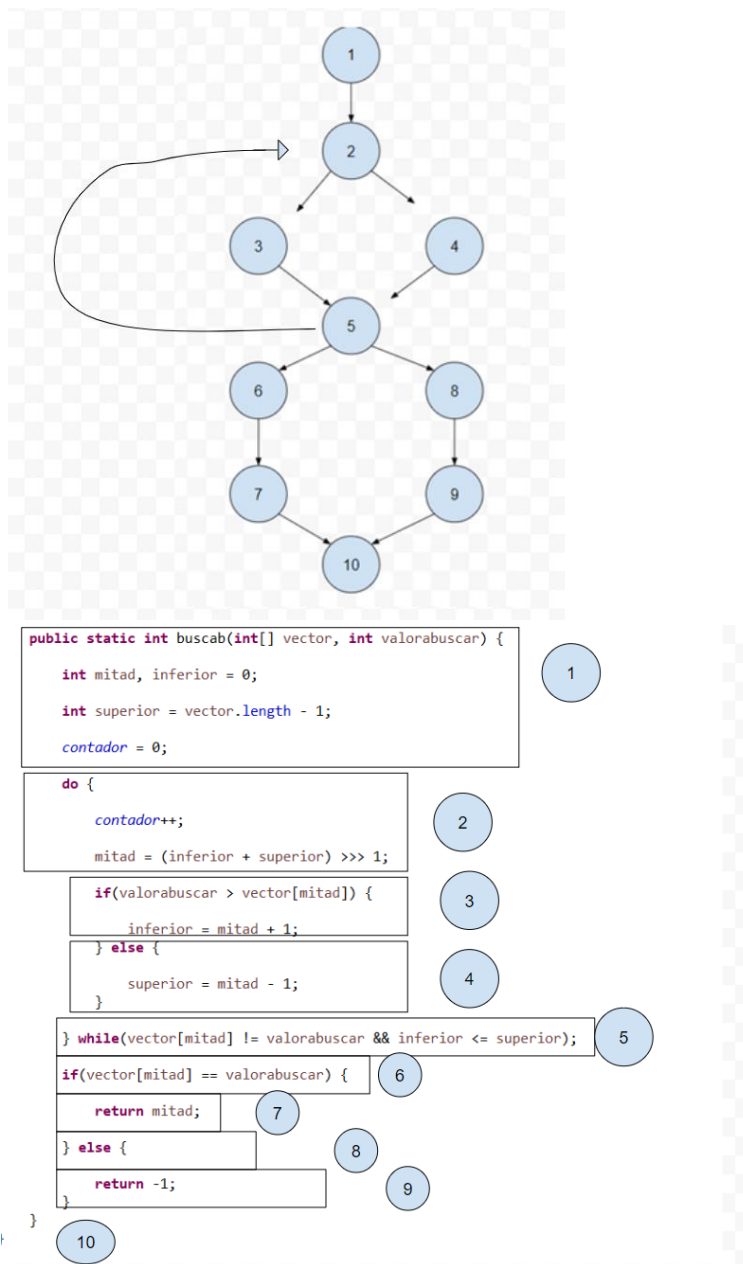 1
2
3 4
5
6 8
7 9
10
public static int buscab(int[] vector, int valorabuscar) {
1
int mitad, inferior = 0;
int superior = vector.length - 1;
contador = 0;
do {
contador++;
2
mitad = (inferior + superior) >>> 1;
if(valorabuscar > vector[mitad]) {
3
inferior = mitad + 1;
} else {
4
superior = mitad - 1;
}
} while(vector[mitad] != valorabuscar && inferior <= superior);
5
if(vector[mitad] == valorabuscar) {
6
return mitad;
7
} else {
8
return -1;
9
}
}
10